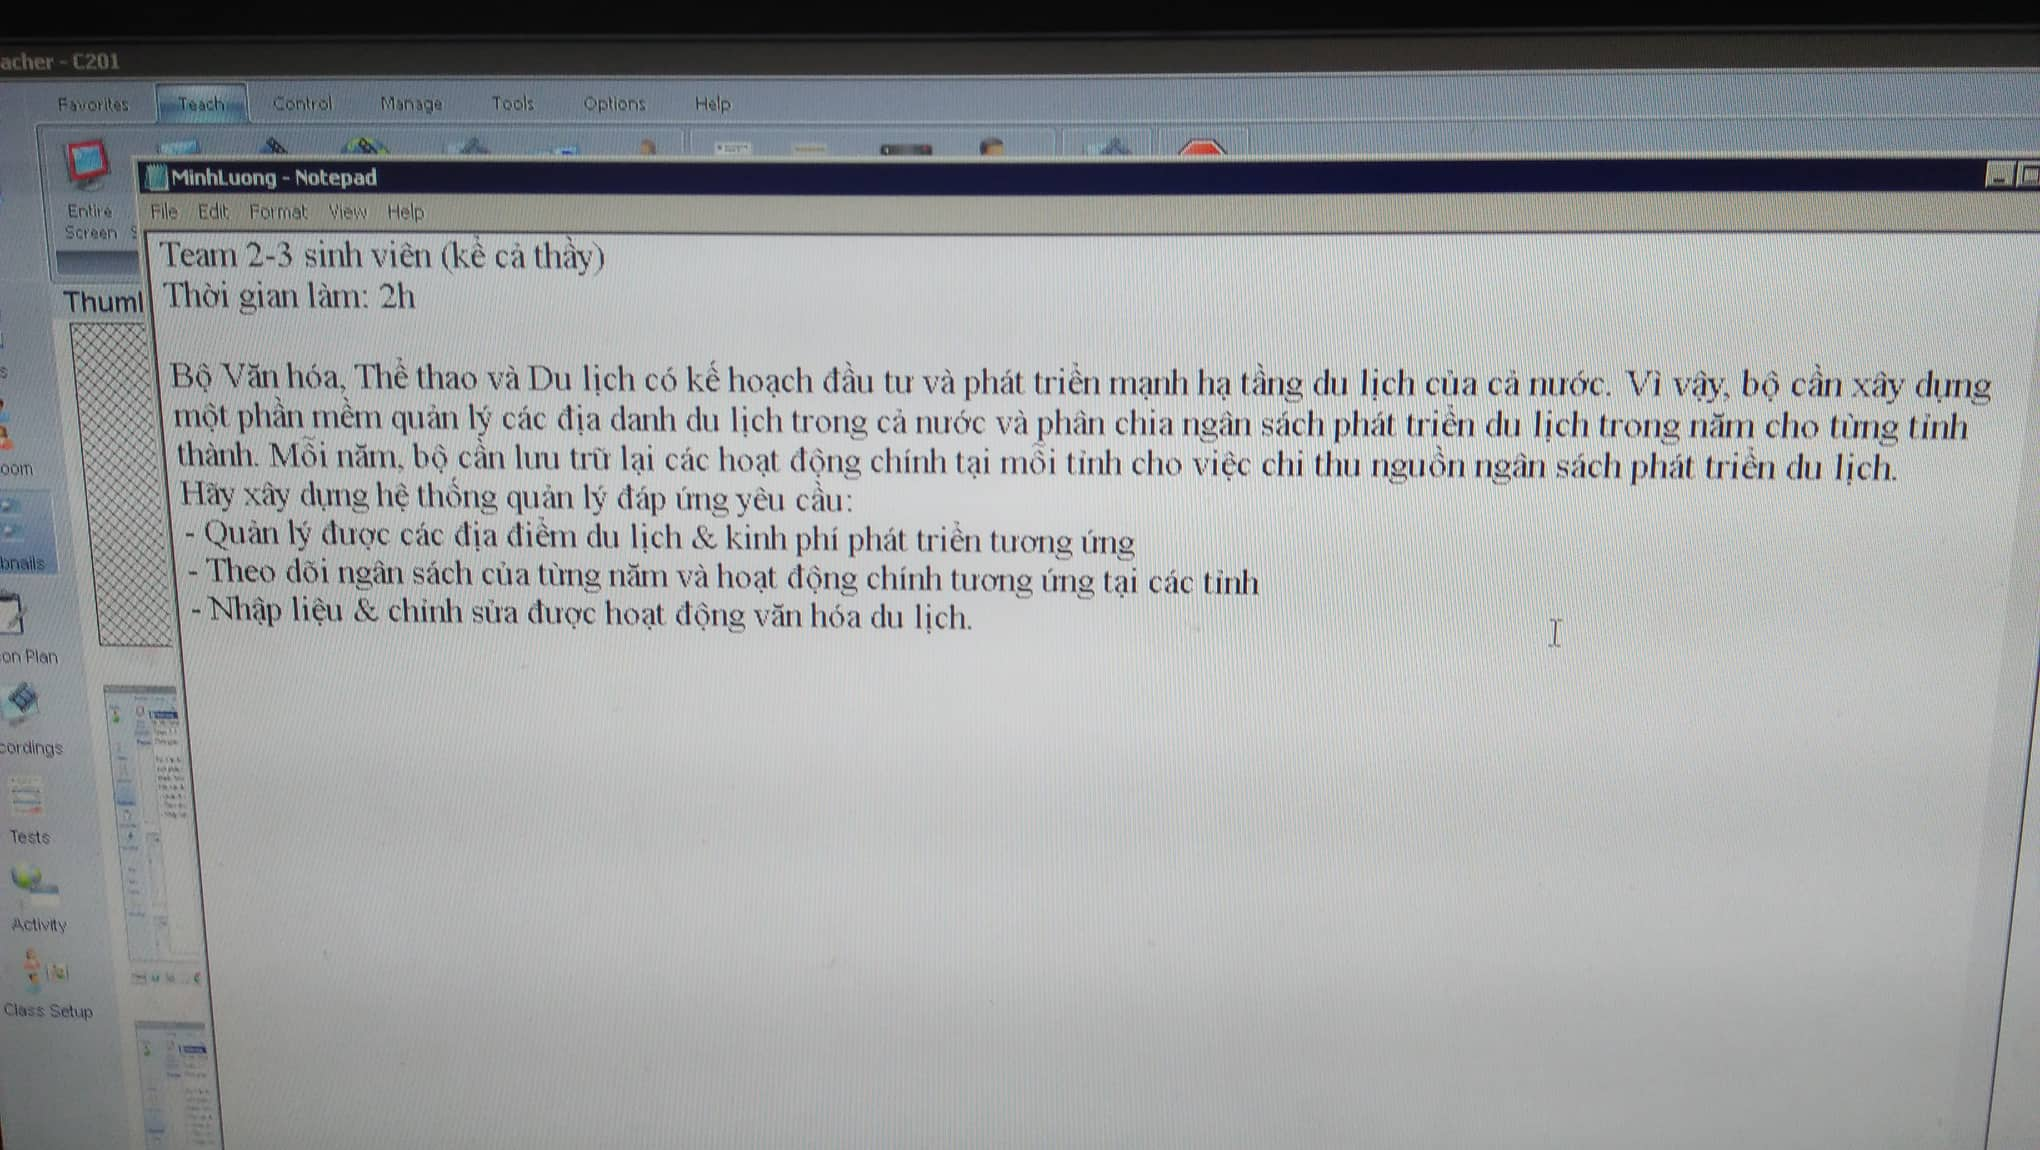 acher - C201
Favorites Teach Control Manage Tools Options Help
MinhLuong - Notepad
Entire
Screen S
File Edit Format View Help
Team 2-3 sinh viên (kể cả thầy)
Thời gian làm: 2h
Thuml
Bộ Văn hóa, Thể thao và Du lịch có kế hoạch đầu tư và phát triển mạnh hạ tầng du lịch của cả nước. Vì vậy, bộ cần xây dựng
một phần mềm quản lý các địa danh du lịch trong cả nước và phân chia ngân sách phát triển du lịch trong năm cho từng tỉnh
thành. Mỗi năm, bộ cần lưu trữ lại các hoạt động chính tại mỗi tỉnh cho việc chi thu nguồn ngân sách phát triển du lịch.
Hãy xây dựng hệ thống quản lý đáp ứng yêu cầu:
- Quản lý được các địa điểm du lịch & kinh phí phát triển tương ứng
- Theo dõi ngân sách của từng năm và hoạt động chính tương ứng tại các tỉnh
- Nhập liệu & chỉnh sửa được hoạt động văn hóa du lịch.
s
oom
bnails
on Plan
cordings
Tests
Activity
Class Setup